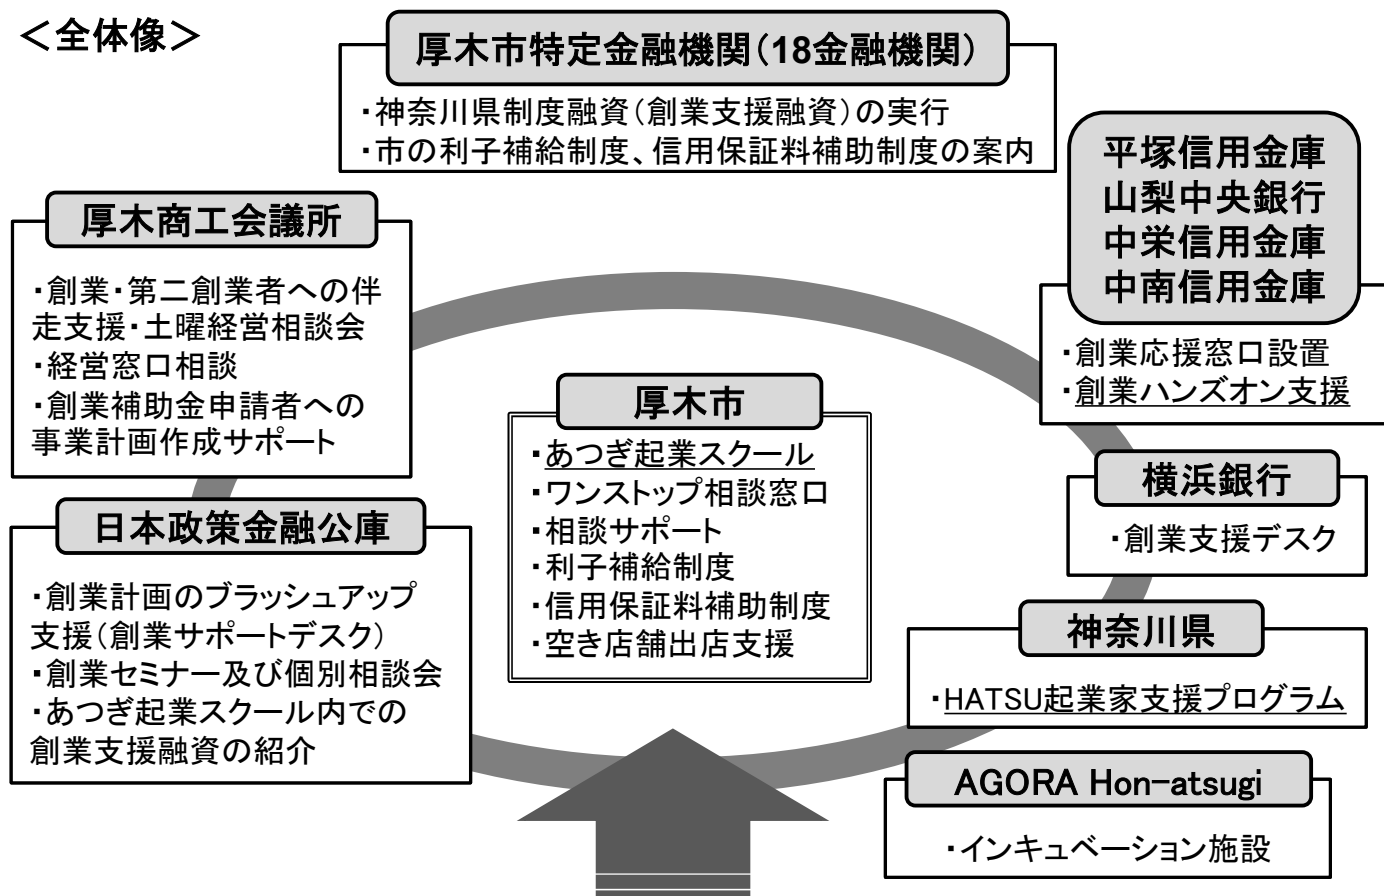 ＜全体像＞
厚木市特定金融機関（18金融機関）
・神奈川県制度融資（創業支援融資）の実行
・市の利子補給制度、信用保証料補助制度の案内
平塚信用金庫
山梨中央銀行
中栄信用金庫
中南信用金庫
・創業応援窓口設置
・創業ハンズオン支援
厚木商工会議所
・創業・第二創業者への伴
走支援・土曜経営相談会
・経営窓口相談
・創業補助金申請者への
事業計画作成サポート
厚木市
・あつぎ起業スクール
・ワンストップ相談窓口
・相談サポート
・利子補給制度
・信用保証料補助制度
・空き店舗出店支援
横浜銀行
・創業支援デスク
日本政策金融公庫
・創業計画のブラッシュアップ
支援（創業サポートデスク）
・創業セミナー及び個別相談会
・あつぎ起業スクール内での
創業支援融資の紹介
神奈川県
・HATSU起業家支援プログラム
AGORA Hon-atsugi
・インキュベーション施設